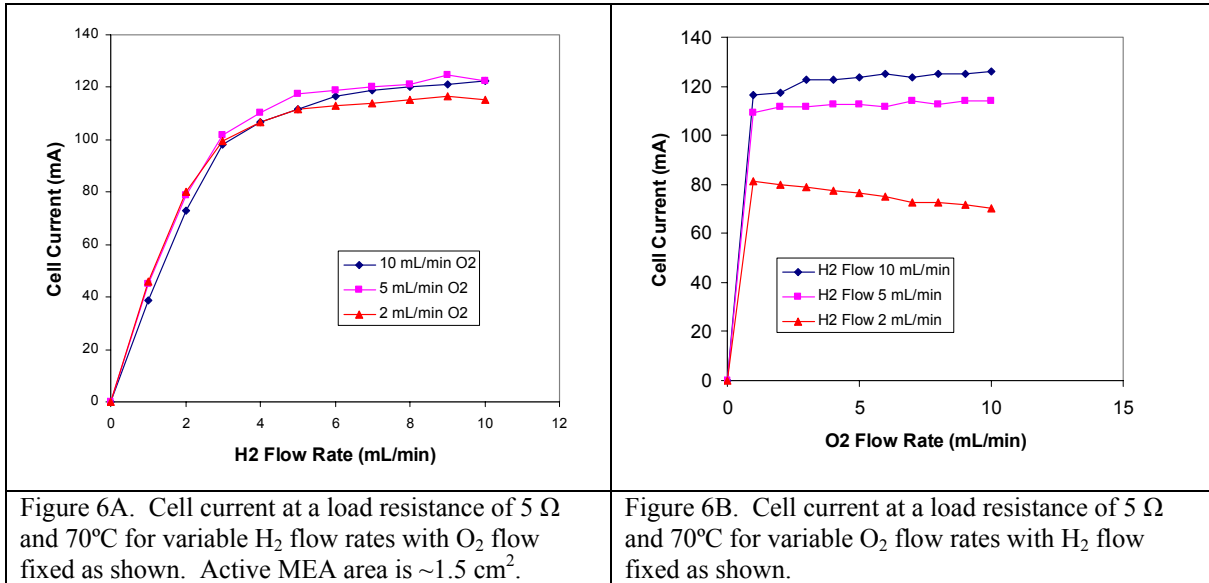 140
120
100
80
60
40
20
0
Cell Current (mA)
10 mL/min O2
5 mL/min O2
2 mL/min O2
0 2 4 6 8 10 12
H2 Flow Rate (mL/min)
140
120
100
80
60
40
20
0
Cell Current (mA)
H2 Flow 10 mL/min
H2 Flow 5 mL/min
H2 Flow 2 mL/min
0 5 10 15
O2 Flow Rate (mL/min)
Figure 6A. Cell current at a load resistance of 5 Ω
and 70ºC for variable H₂ flow rates with O₂ flow
fixed as shown. Active MEA area is ~1.5 cm².
Figure 6B. Cell current at a load resistance of 5 Ω
and 70ºC for variable O₂ flow rates with H₂ flow
fixed as shown.